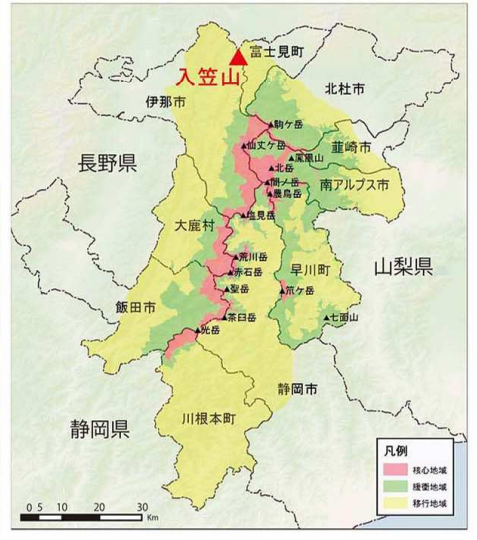 富士見町
入笠山
北杜市
伊那市
駒ケ岳
韮崎市
仙丈ケ岳
鳳凰山
長野県
北岳
間ノ岳
南アルプス市
農鳥岳
塩見岳
大鹿村
荒川岳
早川町
山梨県
赤石岳
聖岳
笊ケ岳
飯田市
茶臼岳
七面山
光岳
静岡市
川根本町
静岡県
凡例
核心地域
緩衝地域
移行地域
0 5 10 20 30
Km